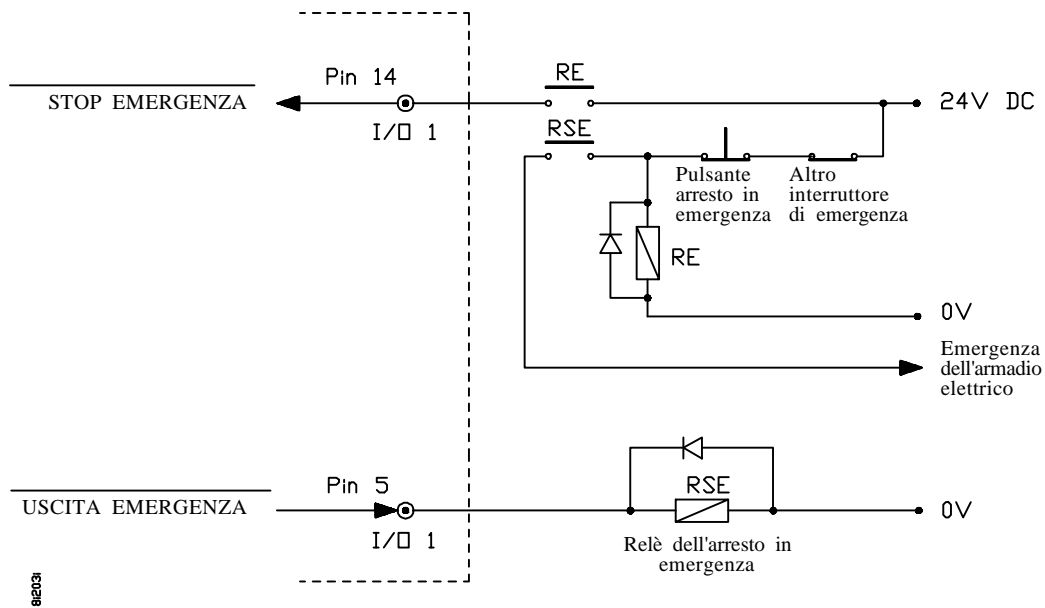 Pin 14
RE
STOP EMERGENZA
24V DC
I/O 1
RSE
Pulsante
arresto in
emergenza
Altro
interruttore
di emergenza
RE
0V
Emergenza
dell'armadio
elettrico
Pin 5
RSE
USCITA EMERGENZA
0V
I/O 1
Relè dell'arresto in
emergenza
812031